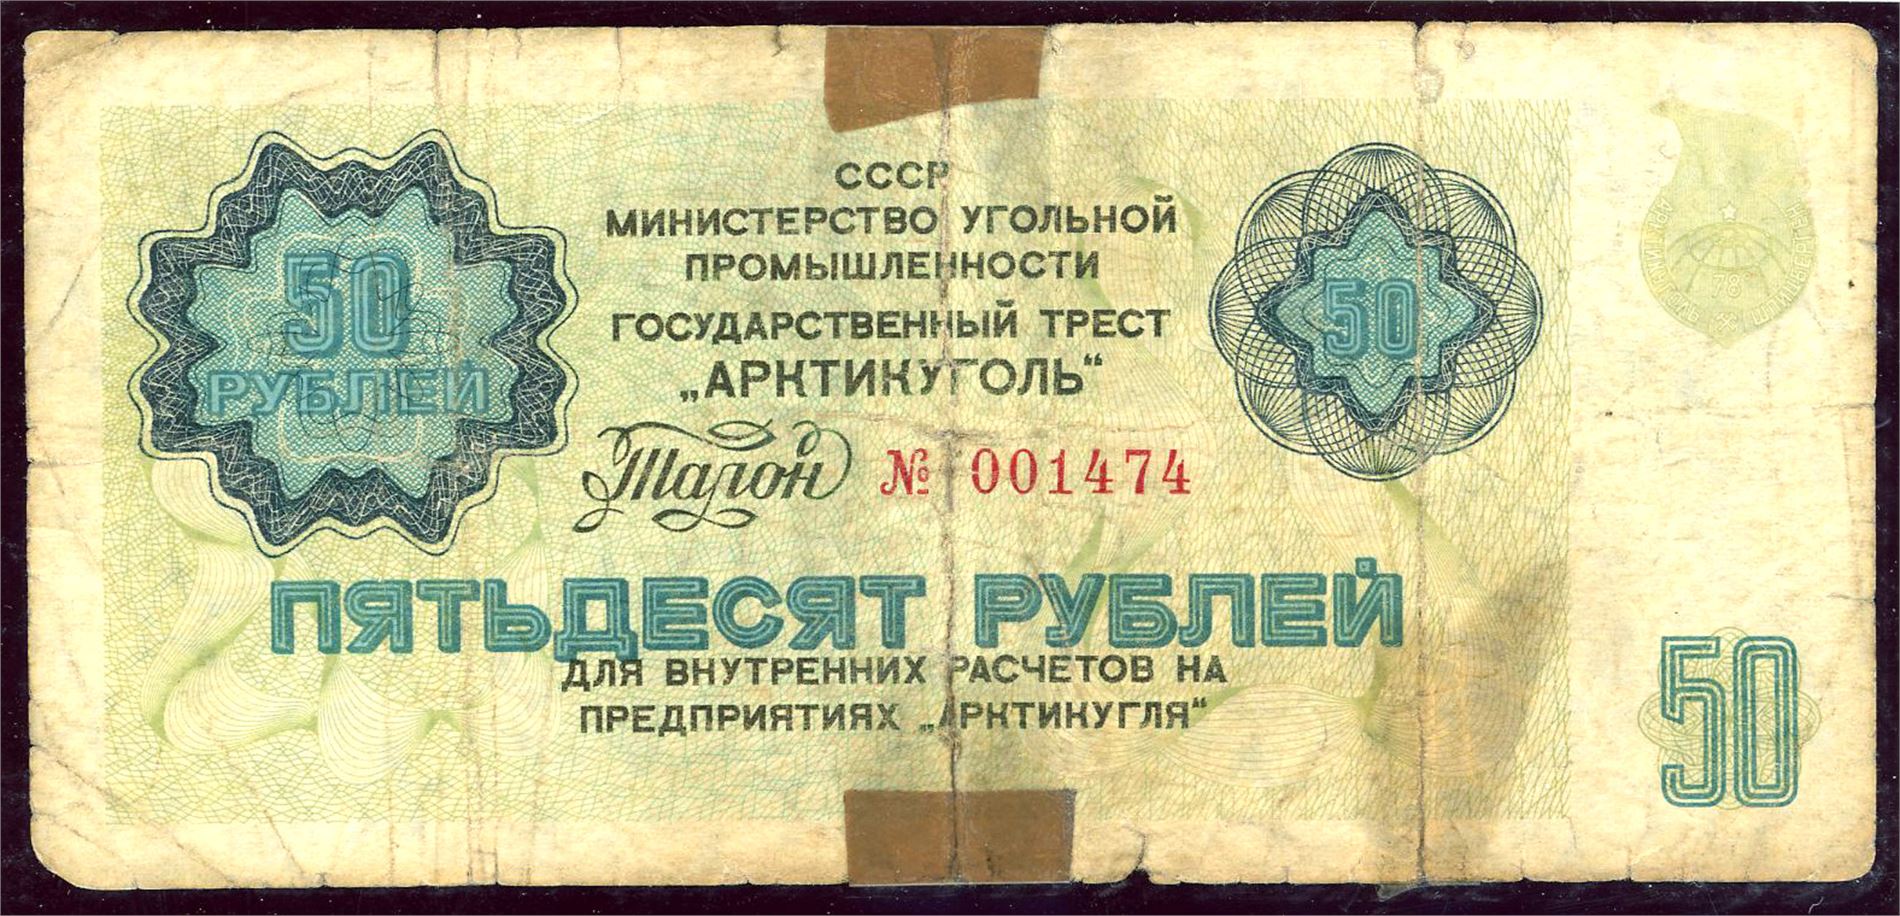 СССР
МИНИСТЕРСТВО УГОЛЬНОЙ
ПРОМЫШЛЕННОСТИ
ГОСУДАРСТВЕННЫЙ ТРЕСТ
„АРКТИКУГОЛЬ“
50
РУБЛЕЙ
50
Талон № 001474
ПЯТЬДЕСЯТ РУБЛЕЙ
ДЛЯ ВНУТРЕННИХ РАСЧЕТОВ НА
ПРЕДПРИЯТИЯХ „АРКТИКУГЛЯ“
50